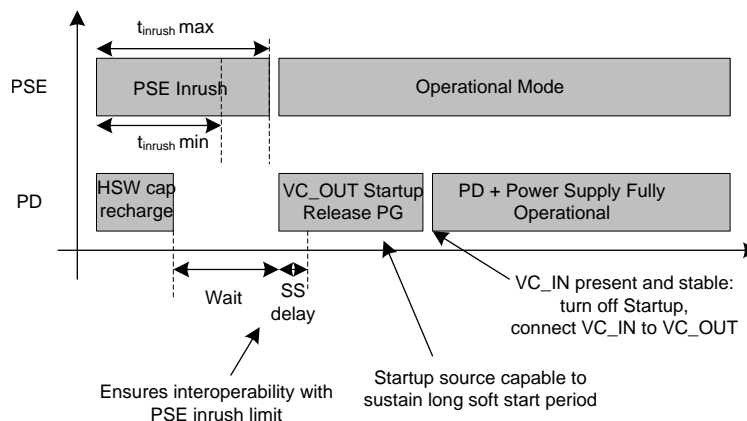 tinrush max
PSE
PSE Inrush
Operational Mode
tinrush min
PD
HSW cap
recharge
VC_OUT Startup
Release PG
PD + Power Supply Fully
Operational
Wait
SS
delay
VC_IN present and stable:
turn off Startup,
connect VC_IN to VC_OUT
Ensures interoperability with
PSE inrush limit
Startup source capable to
sustain long soft start period